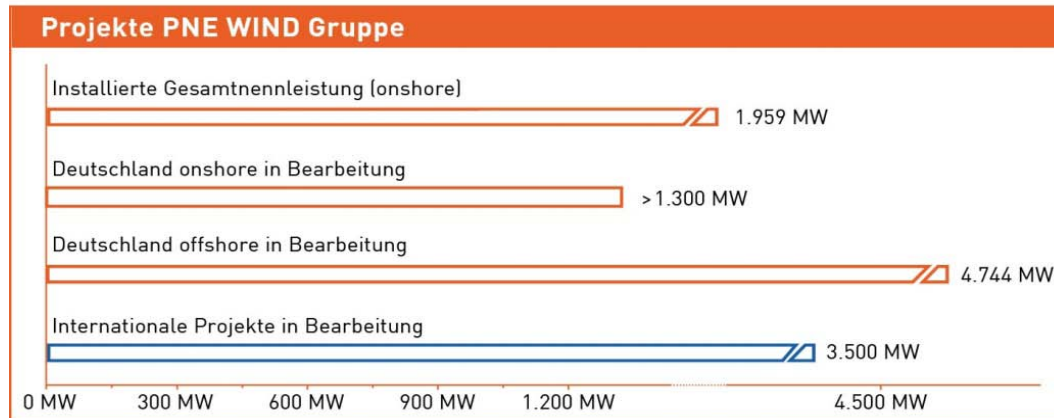 Projekte PNE WIND Gruppe
Installierte Gesamtnennleistung (onshore)
1.959 MW
Deutschland onshore in Bearbeitung
>1.300 MW
Deutschland offshore in Bearbeitung
4.744 MW
Internationale Projekte in Bearbeitung
3.500 MW
0 MW 300 MW 600 MW 900 MW 1.200 MW 4.500 MW